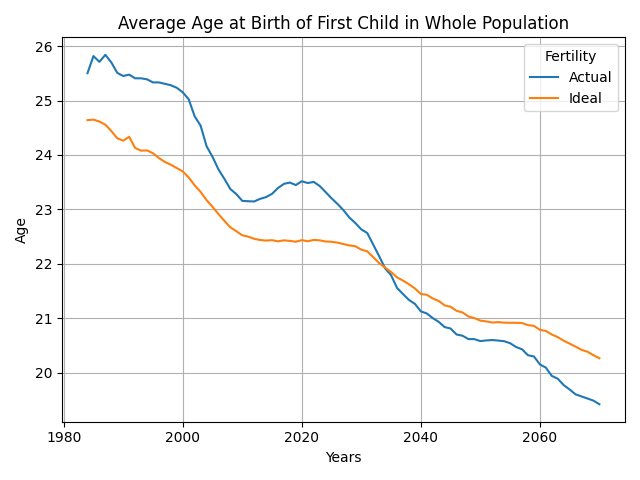 Average Age at Birth of First Child in Whole Population
Fertility
Actual
Ideal
Age
26
25
24
23
22
21
20
1980
2000
2020
2040
2060
Years